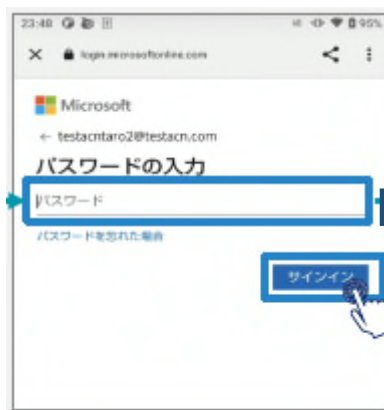 23:48 95%
login.microsoftonline.com
Microsoft
← testacntaro2@testacn.com
パスワードの入力
パスワード
パスワードを忘れた場合
サインイン